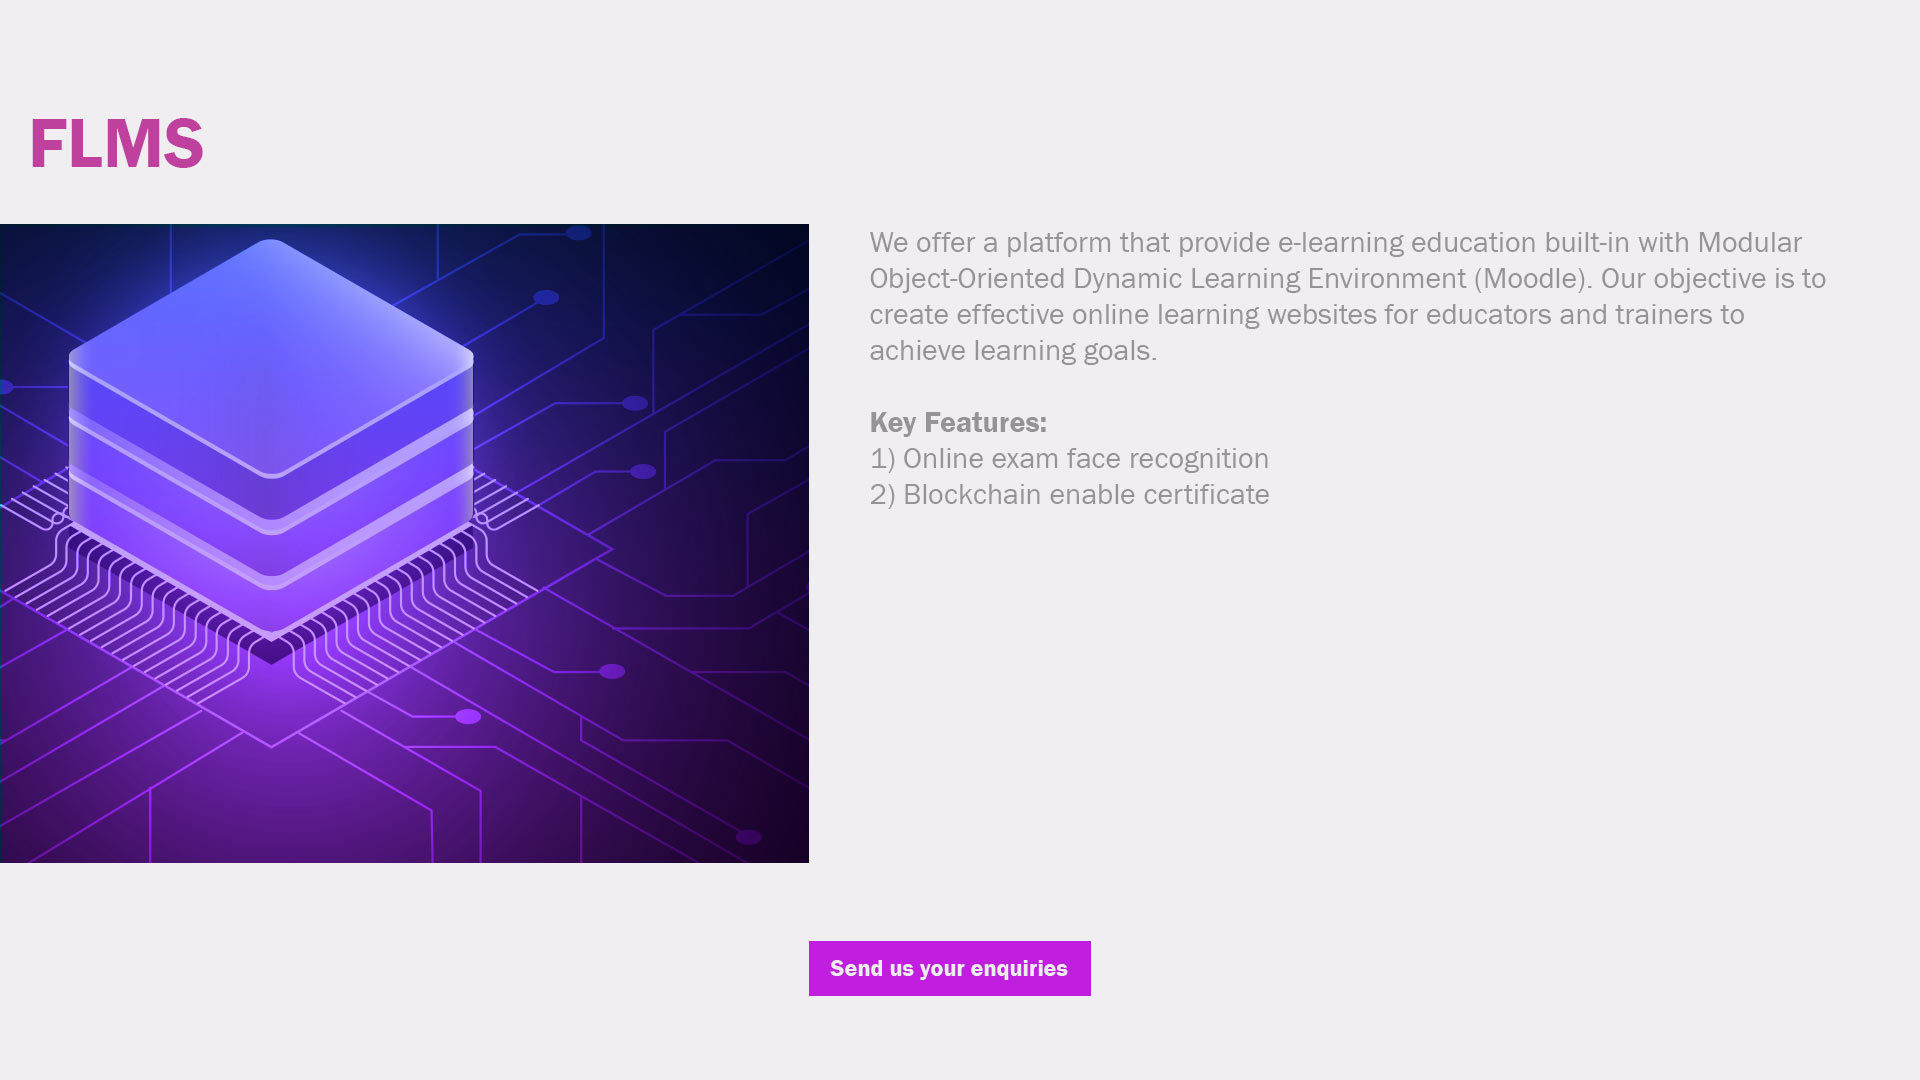 FLMS
We offer a platform that provide e-learning education built-in with Modular
Object-Oriented Dynamic Learning Environment (Moodle). Our objective is to
create effective online learning websites for educators and trainers to
achieve learning goals.
Key Features:
1) Online exam face recognition
2) Blockchain enable certificate
Send us your enquiries